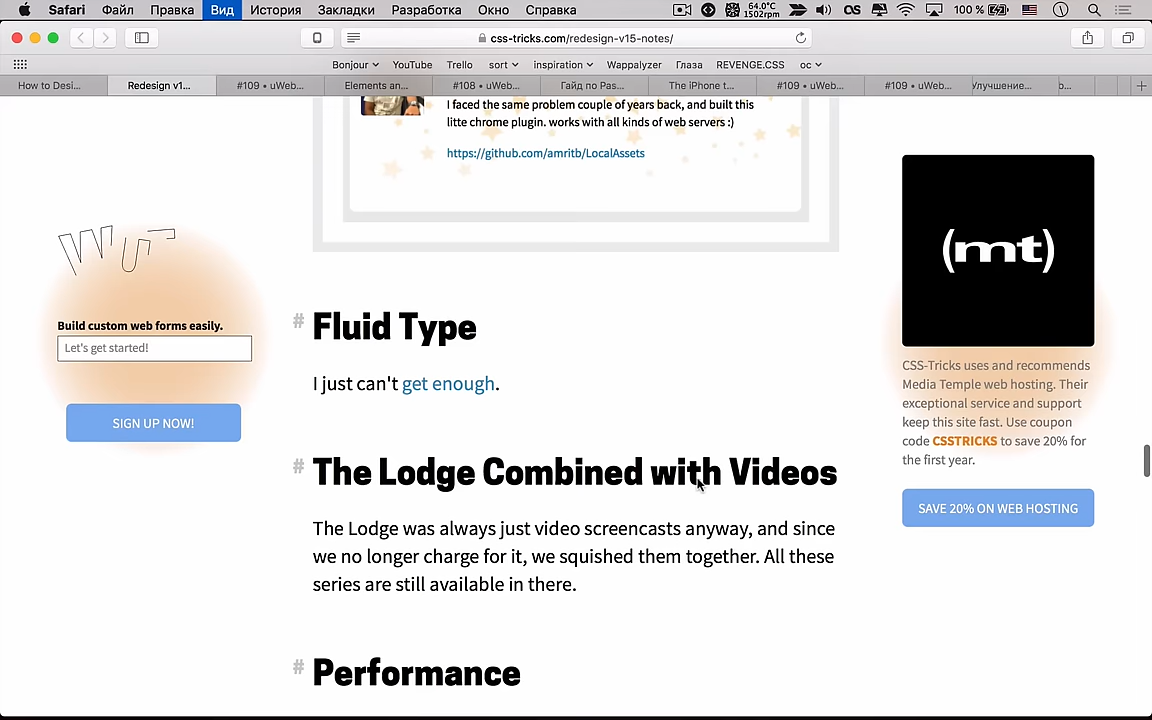 Safari Файл Правка Вид История Закладки Разработка Окно Справка 64.0°C 1502rpm 100 %
css-tricks.com/redesign-v15-notes/
Bonjour YouTube Trello sort inspiration Wappalyzer Глаза REVENGE.CSS ос
How to Desi... Redesign v1... #109 • uWeb... Elements an... #108 • uWeb... Гайд по Pas... The iPhone t... #109 • uWeb... #109 • uWeb... Улучшение...
I faced the same problem couple of years back, and built this
litte chrome plugin. works with all kinds of web servers :)
https://github.com/amritb/LocalAssets
Wu
Build custom web forms easily.
Let's get started!
SIGN UP NOW!
# Fluid Type
I just can't get enough.
# The Lodge Combined with Videos
The Lodge was always just video screencasts anyway, and since
we no longer charge for it, we squished them together. All these
series are still available in there.
# Performance
(mt)
CSS-Tricks uses and recommends
Media Temple web hosting. Their
exceptional service and support
keep this site fast. Use coupon
code CSSTRICKS to save 20% for
the first year.
SAVE 20% ON WEB HOSTING